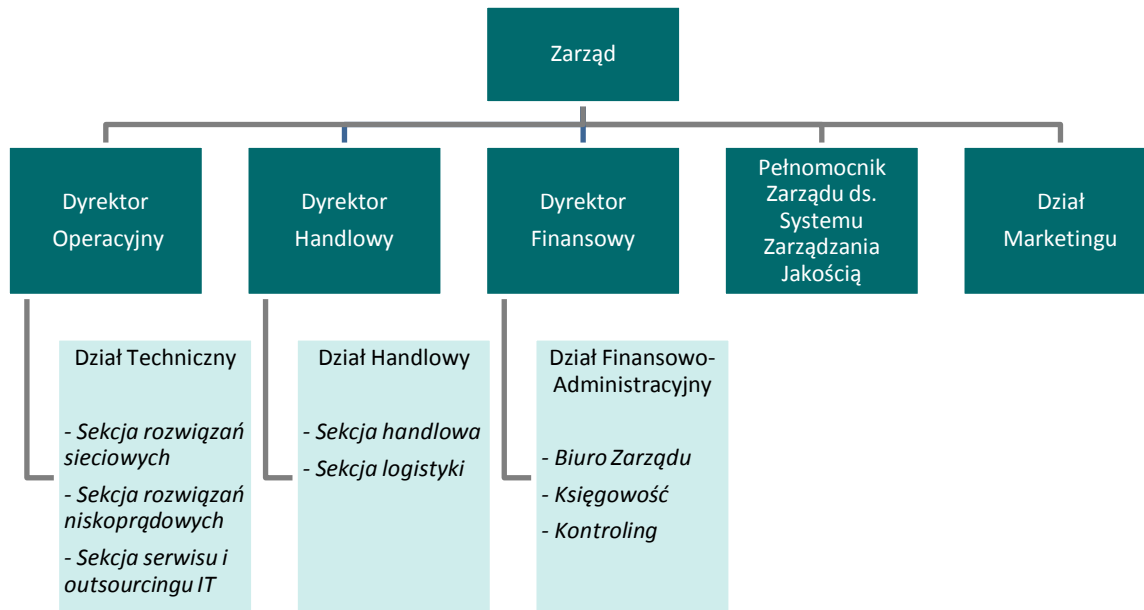 Zarząd
Dyrektor
Operacyjny
Dyrektor
Handlowy
Dyrektor
Finansowy
Pełnomocnik
Zarządu ds.
Systemu
Zarządzania
Jakością
Dział
Marketingu
Dział Techniczny
- Sekcja rozwiązań
sieciowych
- Sekcja rozwiązań
niskoprądowych
- Sekcja serwisu i
outsourcingu IT
Dział Handlowy
- Sekcja handlowa
- Sekcja logistyki
Dział Finansowo-
Administracyjny
- Biuro Zarządu
- Księgowość
- Kontroling